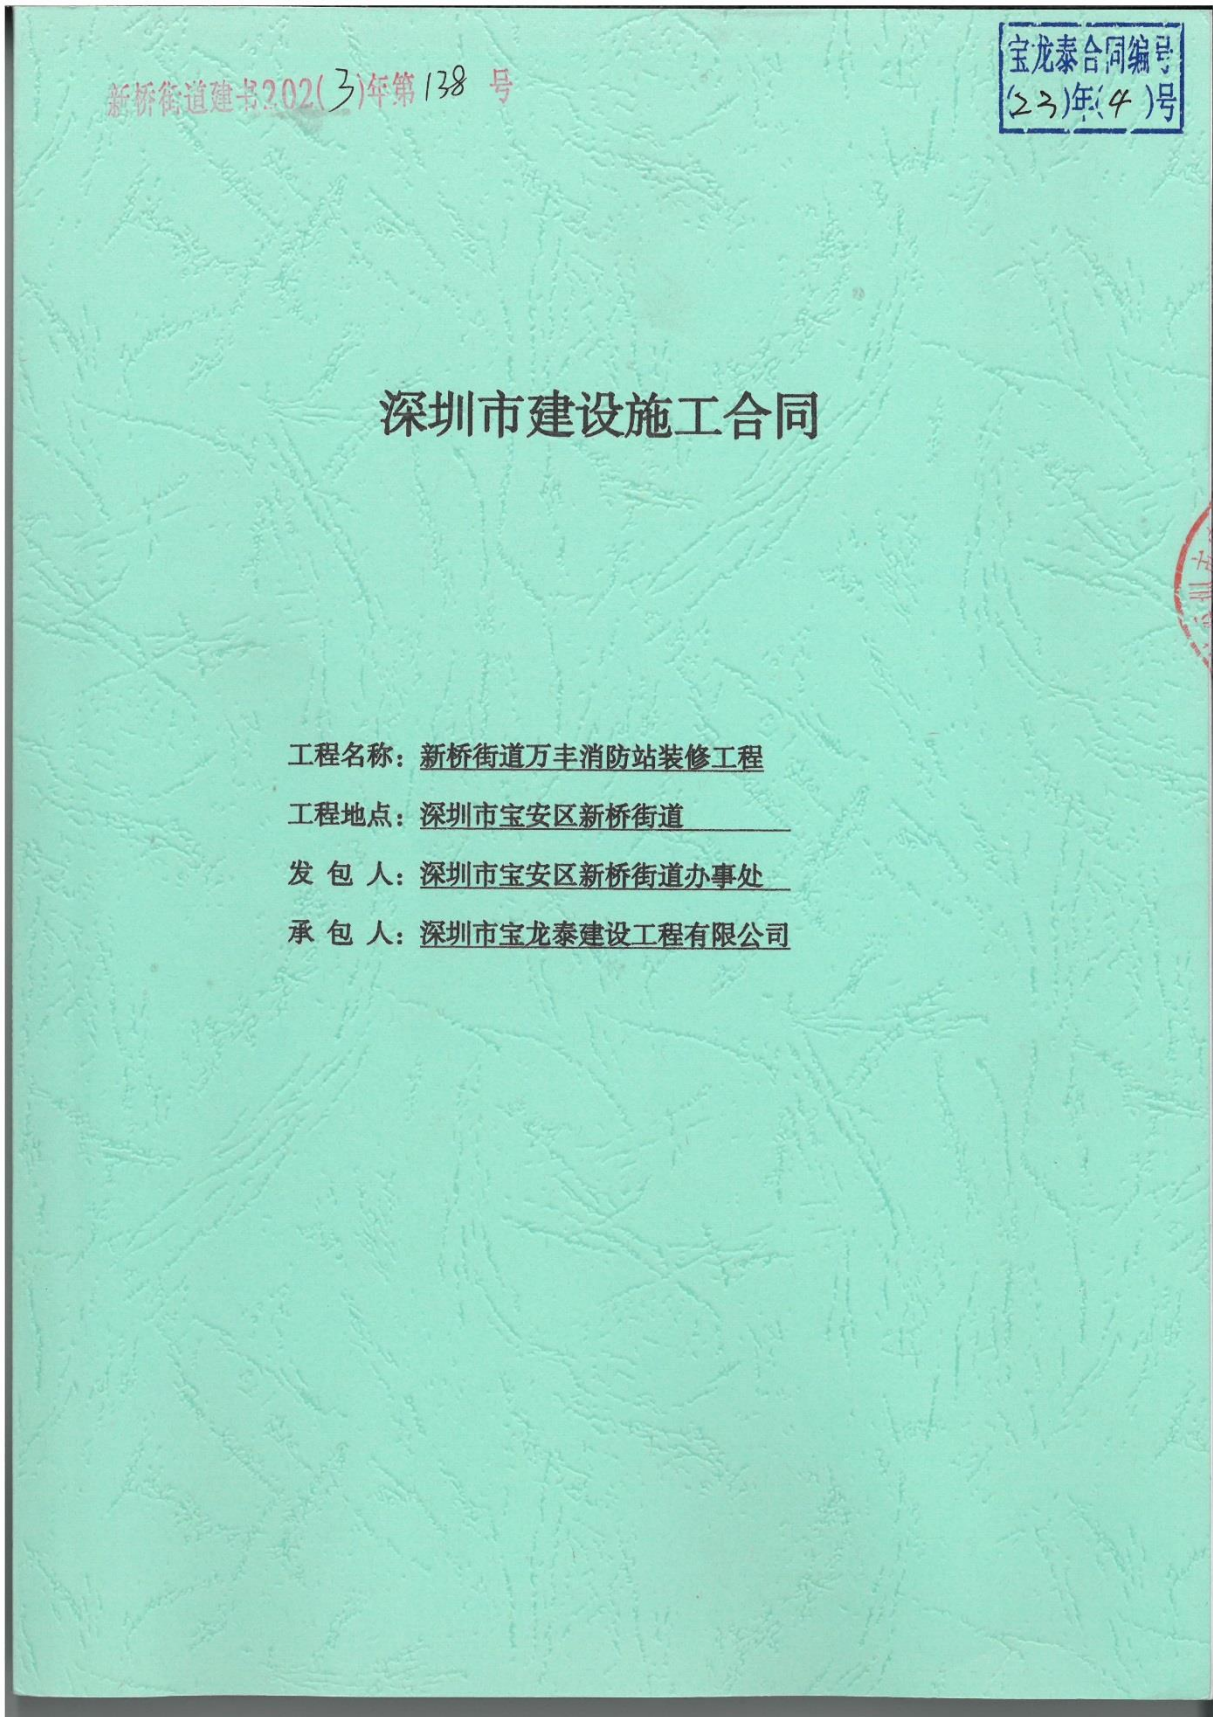 新桥街道建书202(3)年第138号
宝龙泰合同编号
(23)年(4)号
深圳市建设施工合同
工程名称：新桥街道万丰消防站装修工程
工程地点：深圳市宝安区新桥街道
发包人：深圳市宝安区新桥街道办事处
承包人：深圳市宝龙泰建设工程有限公司